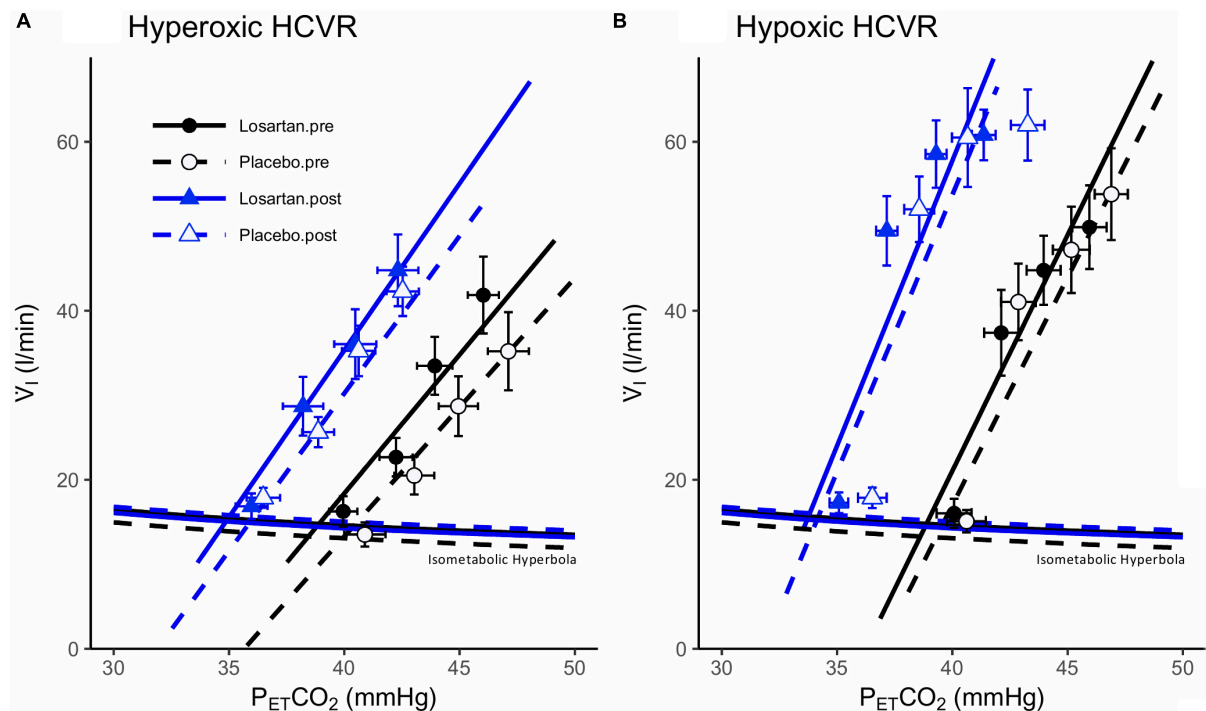 A
Hyperoxic HCVR
Losartan.pre
Placebo.pre
Losartan.post
Placebo.post
V̇I (l/min)
60
40
20
0
Isometabolic Hyperbola
30 35 40 45 50
PETCO2 (mmHg)
B
Hypoxic HCVR
V̇I (l/min)
60
40
20
0
Isometabolic Hyperbola
30 35 40 45 50
PETCO2 (mmHg)